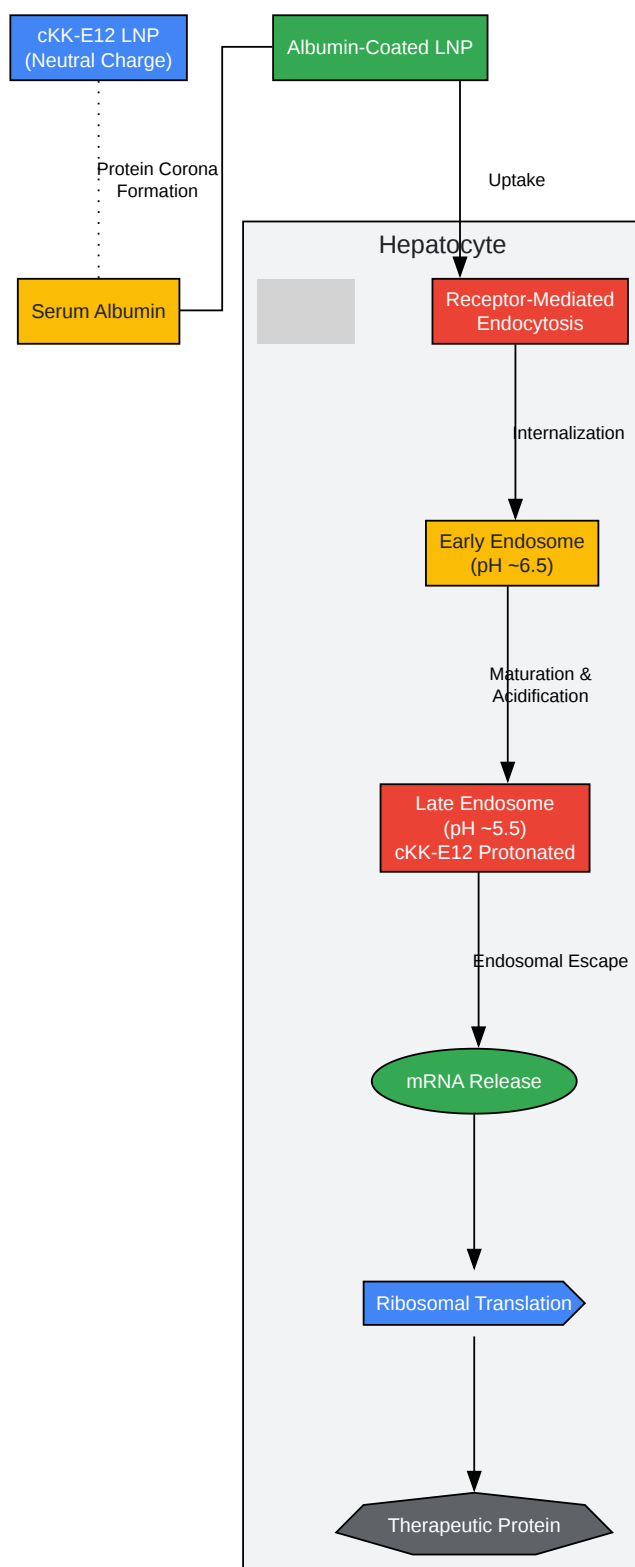 cKK-E12 LNP
(Neutral Charge)
Albumin-Coated LNP
Protein Corona
Formation
Uptake
Hepatocyte
Serum Albumin
Receptor-Mediated
Endocytosis
Internalization
Early Endosome
(pH ~6.5)
Maturation &
Acidification
Late Endosome
(pH ~5.5)
cKK-E12 Protonated
Endosomal Escape
mRNA Release
Ribosomal Translation
Therapeutic Protein